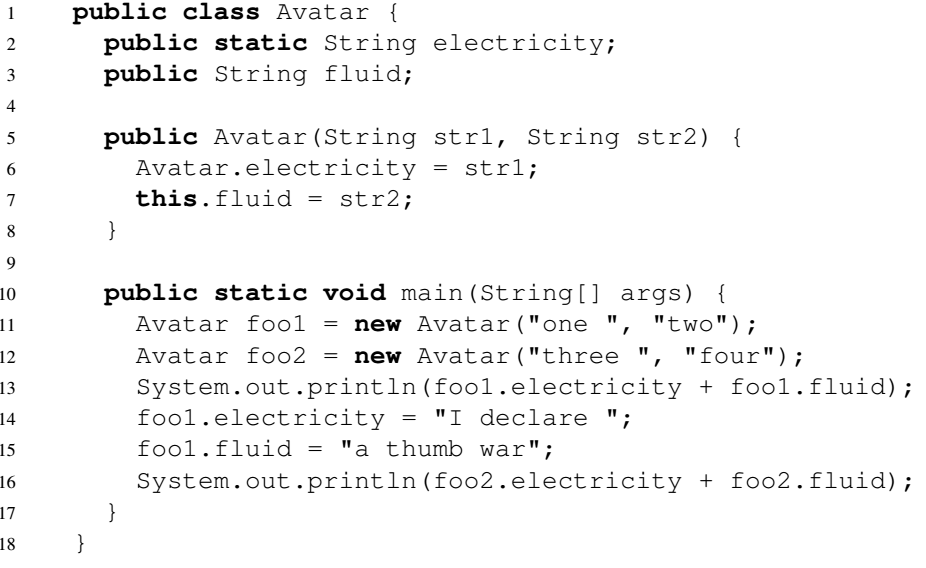 1 public class Avatar {
2 public static String electricity;
3 public String fluid;
4
5 public Avatar(String str1, String str2) {
6 Avatar.electricity = str1;
7 this.fluid = str2;
8 }
9
10 public static void main(String[] args) {
11 Avatar foo1 = new Avatar("one ", "two");
12 Avatar foo2 = new Avatar("three ", "four");
13 System.out.println(foo1.electricity + foo1.fluid);
14 foo1.electricity = "I declare ";
15 foo1.fluid = "a thumb war";
16 System.out.println(foo2.electricity + foo2.fluid);
17 }
18 }